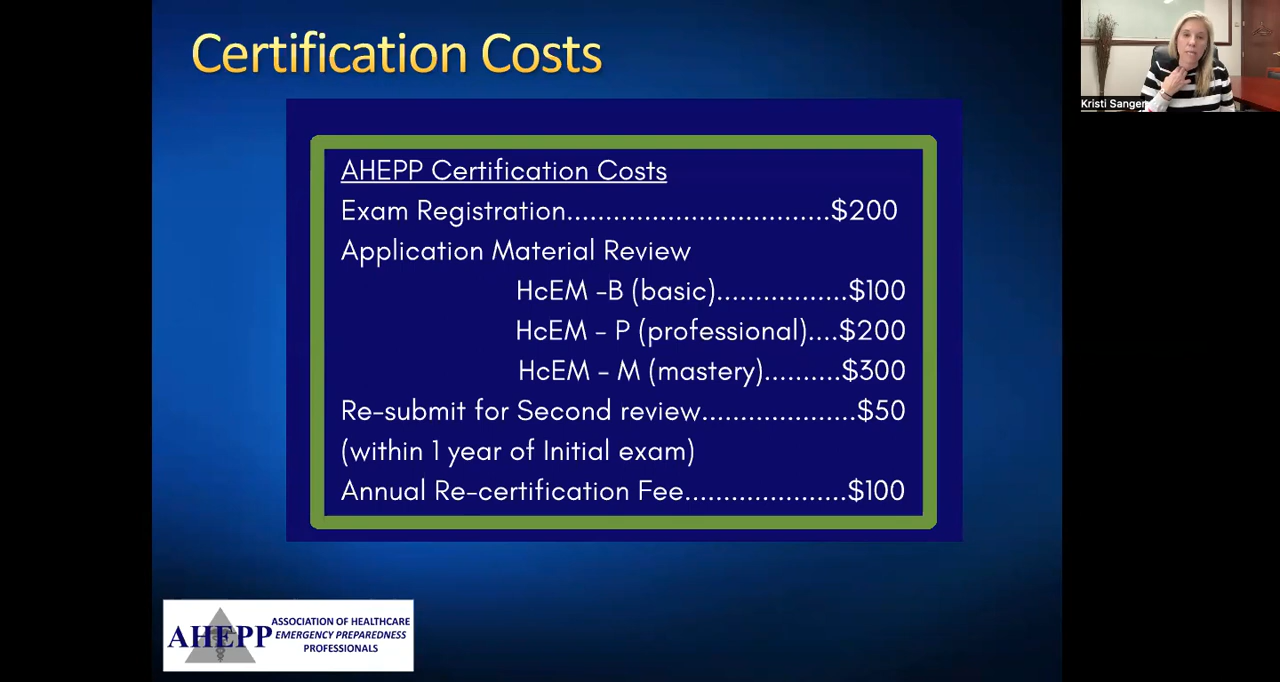 Certification Costs
AHEPP Certification Costs
Exam Registration..................................$200
Application Material Review
HcEM -B (basic).................$100
HcEM - P (professional)....$200
HcEM - M (mastery)..........$300
Re-submit for Second review....................$50
(within 1 year of Initial exam)
Annual Re-certification Fee.....................$100
AHEPP
ASSOCIATION OF HEALTHCARE
EMERGENCY PREPAREDNESS
PROFESSIONALS
Kristi Sanger